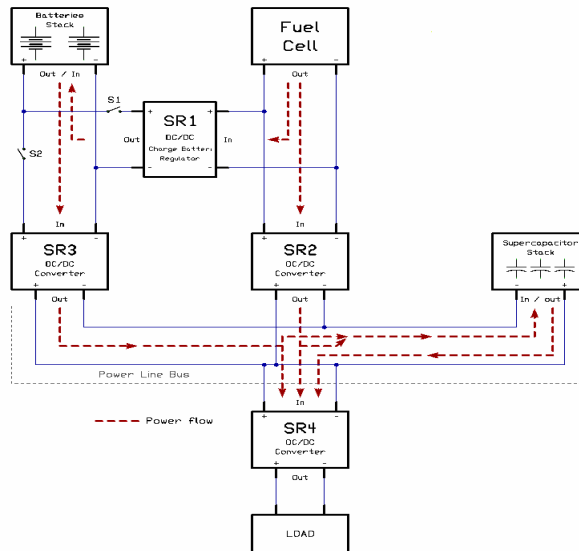 Batteries
Stack
+ -
Out / In
Fuel
Cell
+ -
Out
S1
+ +
SR1
DC/DC
Out In
Charge Batteri
Regulator
- -
S2
In
+ -
SR3
DC/DC
Converter
+ -
Out
In
+ -
SR2
DC/DC
Converter
+ -
Out
Supercapacitor
Stack
- +
In / out
Power Line Bus
In
+ -
SR4
DC/DC
Converter
+ -
Out
Power flow
LOAD